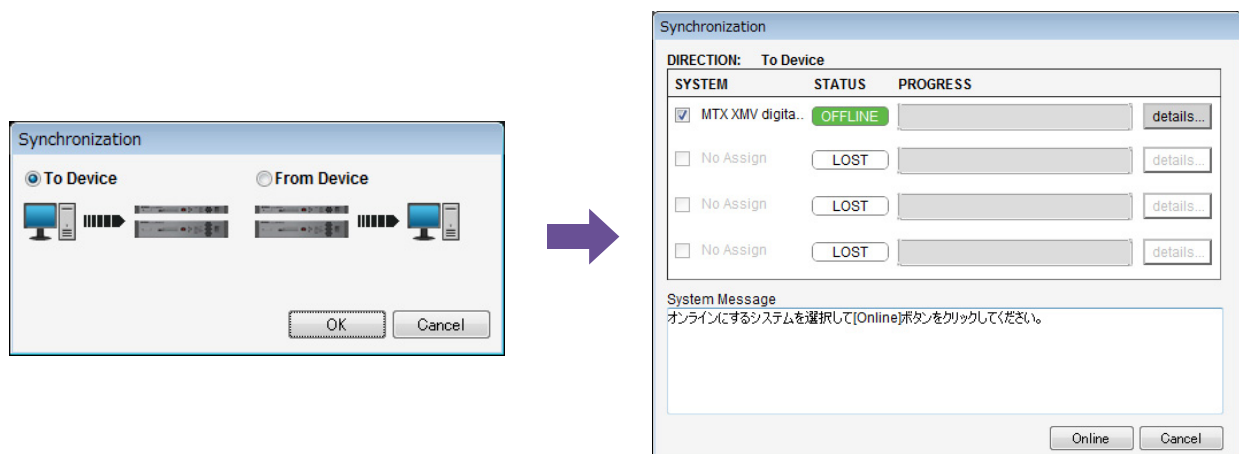 Synchronization
To Device From Device
OK Cancel
Synchronization
DIRECTION: To Device
SYSTEM STATUS PROGRESS
MTX XMV digita.. OFFLINE details...
No Assign LOST details...
No Assign LOST details...
No Assign LOST details...
System Message
オンラインにするシステムを選択して[Online]ボタンをクリックしてください。
Online Cancel